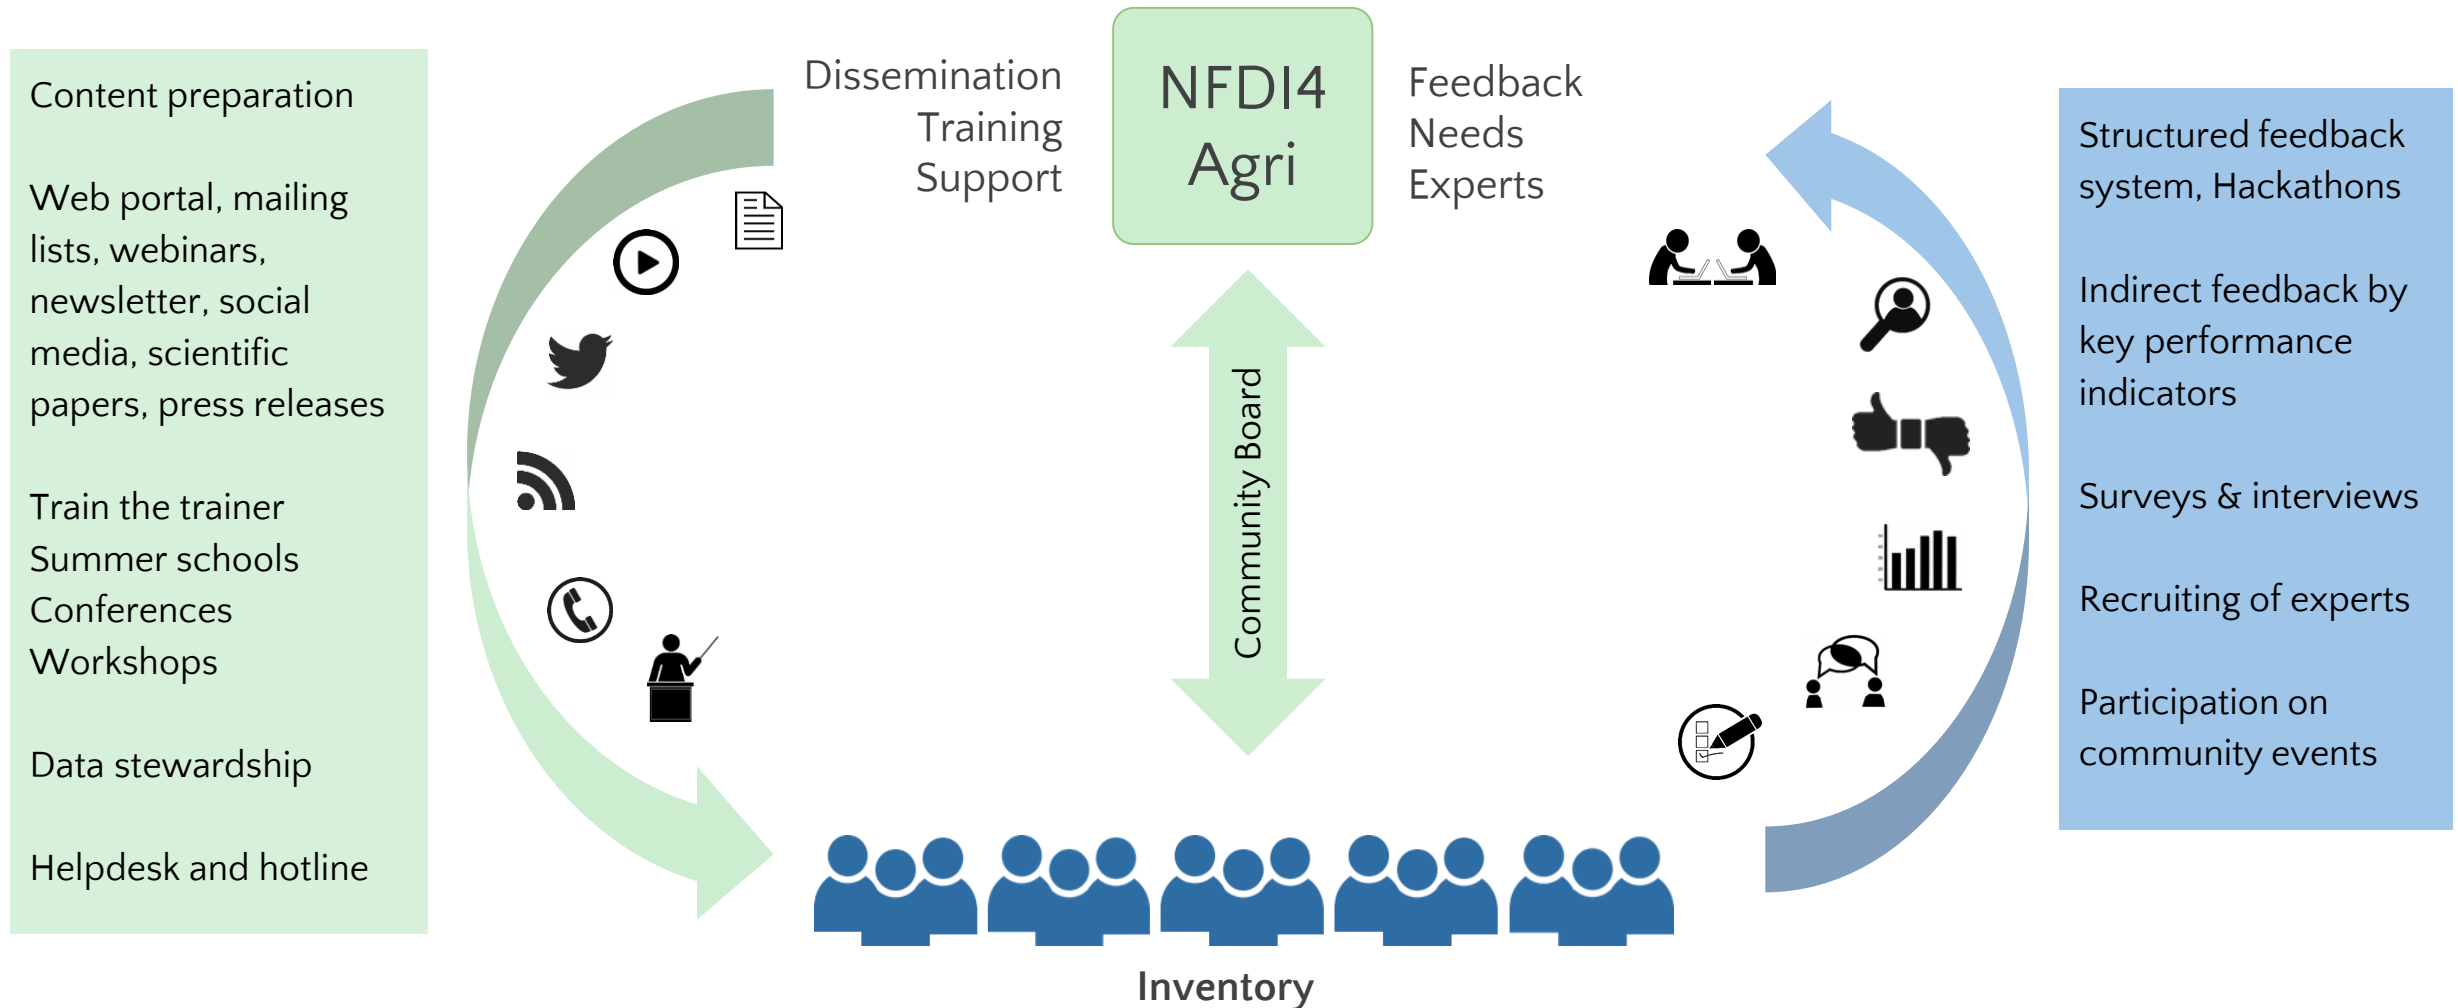 Content preparation
Web portal, mailing
lists, webinars,
newsletter, social
media, scientific
papers, press releases
Train the trainer
Summer schools
Conferences
Workshops
Data stewardship
Helpdesk and hotline
Dissemination
Training
Support
NFDI4
Agri
Feedback
Needs
Experts
Community Board
Structured feedback
system, Hackathons
Indirect feedback by
key performance
indicators
Surveys & interviews
Recruiting of experts
Participation on
community events
Inventory